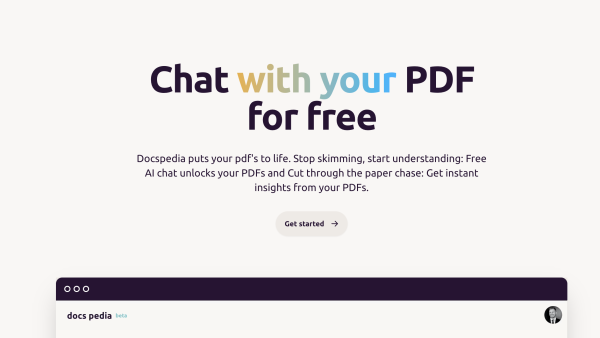 Chat with your PDF
for free
Docspedia puts your pdf's to life. Stop skimming, start understanding: Free
AI chat unlocks your PDFs and Cut through the paper chase: Get instant
insights from your PDFs.
Get started →
docs pedia beta